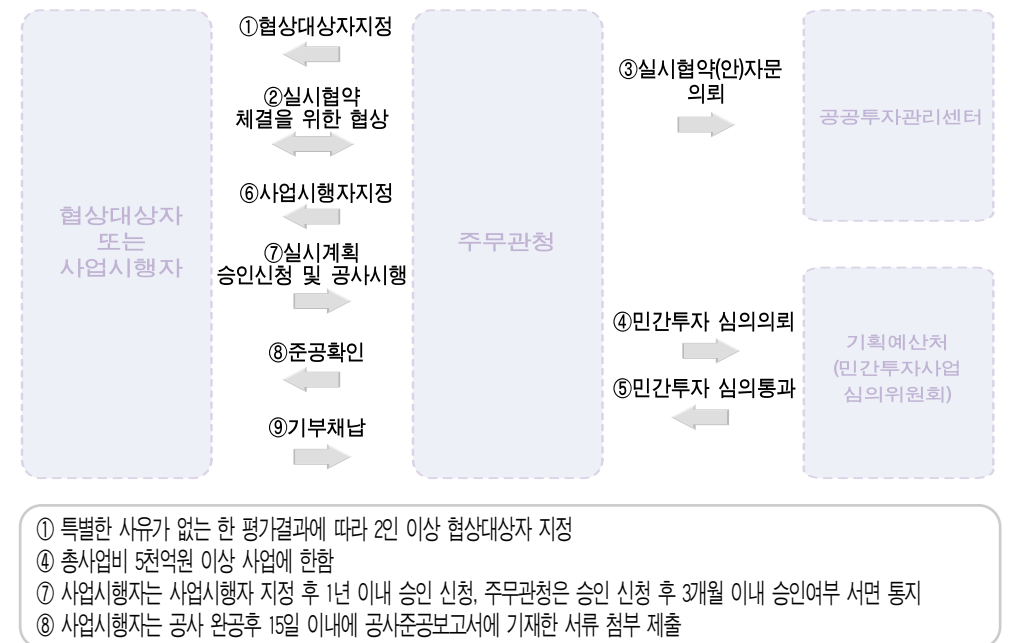 ①협상대상자지정
②실시협약
체결을 위한 협상
③실시협약(안)자문
의뢰
공공투자관리센터
⑥사업시행자지정
협상대상자
또는
사업시행자
주무관청
⑦실시계획
승인신청 및 공사시행
④민간투자 심의의뢰
기획예산처
(민간투자사업
심의위원회)
⑧준공확인
⑤민간투자 심의통과
⑨기부채납
① 특별한 사유가 없는 한 평가결과에 따라 2인 이상 협상대상자 지정
④ 총사업비 5천억원 이상 사업에 한함
⑦ 사업시행자는 사업시행자 지정 후 1년 이내 승인 신청, 주무관청은 승인 신청 후 3개월 이내 승인여부 서면 통지
⑧ 사업시행자는 공사 완공후 15일 이내에 공사준공보고서에 기재한 서류 첨부 제출